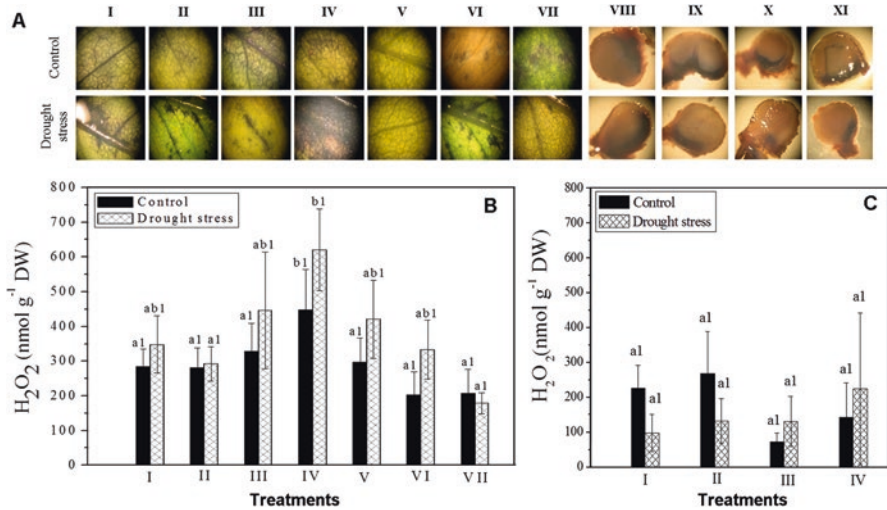 A
I II III IV V VI VII VIII IX X XI
Control
Drought stress
B
H₂O₂ (nmol g⁻¹ DW)
800
700
600
500
400
300
200
100
0
Control
Drought stress
a1 ab1
a1 a1
a1 ab1
b1 b1
a1 ab1
a1 ab1
a1 a1
I II III IV V VI VII
Treatments
C
H₂O₂(nmol g⁻¹ DW)
800
700
600
500
400
300
200
100
0
Control
Drought stress
a1 a1
a1 a1
a1 a1
a1 a1
I II III IV
Treatments